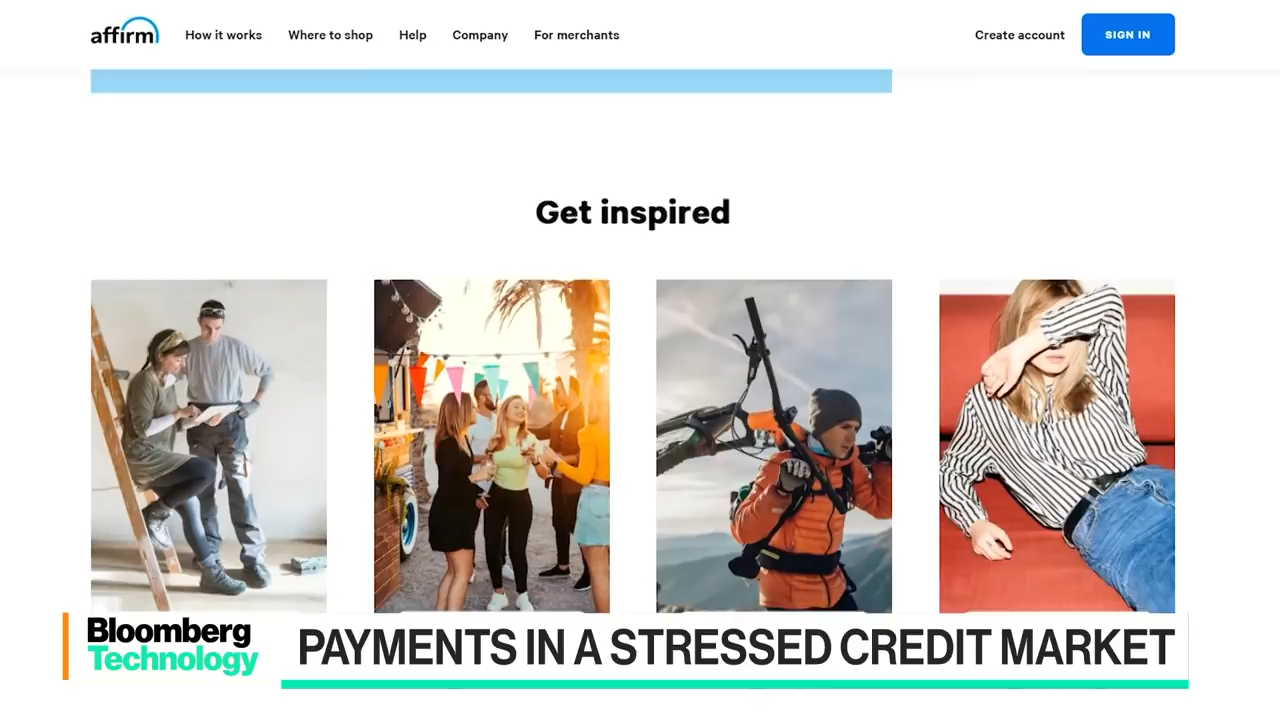 affirm
How it works
Where to shop
Help
Company
For merchants
Create account
SIGN IN
Get inspired
Bloomberg
Technology
PAYMENTS IN A STRESSED CREDIT MARKET